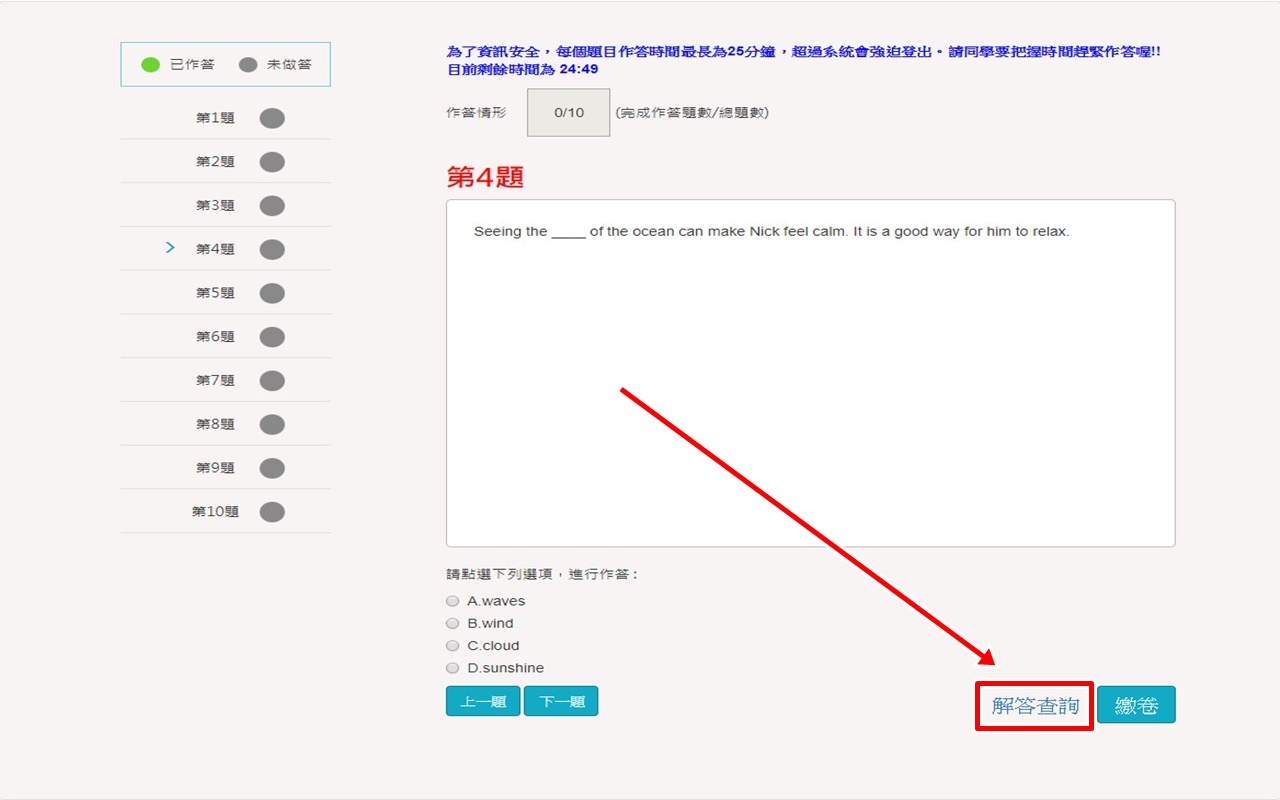 已作答 未做答
第1題
第2題
第3題
第4題
第5題
第6題
第7題
第8題
第9題
第10題
為了資訊安全，每個題目作答時間最長為25分鐘，超過系統會強迫登出。請同學要把握時間趕緊作答喔!!
目前剩餘時間為 24:49
作答情形 0/10 (完成作答題數/總題數)
第4題
Seeing the ____ of the ocean can make Nick feel calm. It is a good way for him to relax.
請點選下列選項，進行作答：
A.waves
B.wind
C.cloud
D.sunshine
上一題 下一題 解答查詢 繳卷